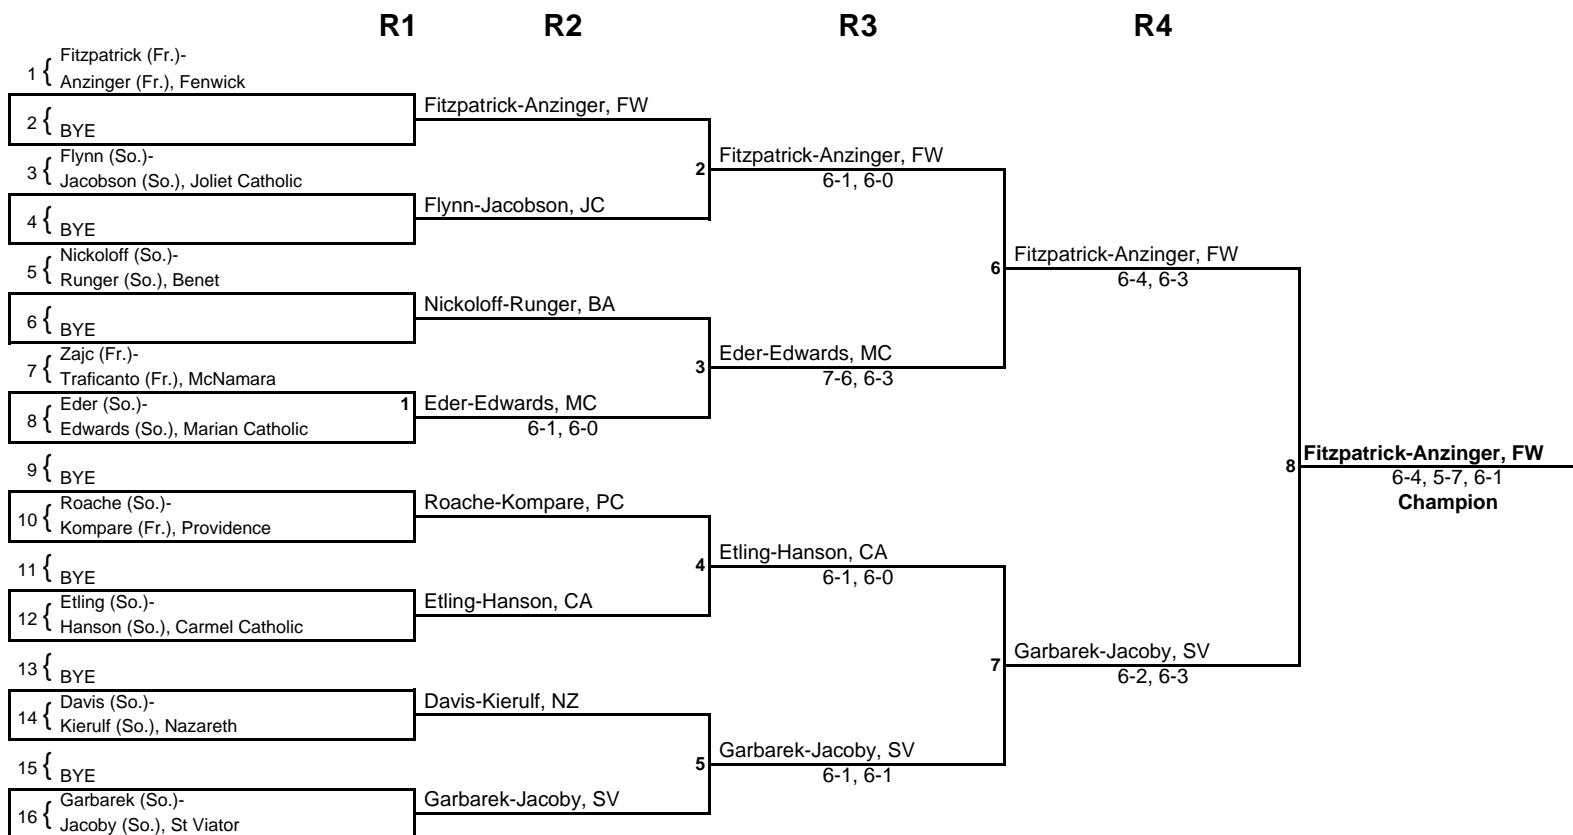 R1 R2 R3 R4
Fitzpatrick (Fr.)-
1 {
Anzinger (Fr.), Fenwick
Fitzpatrick-Anzinger, FW
2 { BYE
Flynn (So.)-
3 {
Jacobson (So.), Joliet Catholic
2 Fitzpatrick-Anzinger, FW
6-1, 6-0
Flynn-Jacobson, JC
4 { BYE
Nickoloff (So.)-
5 {
Runger (So.), Benet
6 Fitzpatrick-Anzinger, FW
6-4, 6-3
Nickoloff-Runger, BA
6 { BYE
Zajc (Fr.)-
7 {
Traficanto (Fr.), McNamara
3 Eder-Edwards, MC
7-6, 6-3
Eder (So.)-
8 {
Edwards (So.), Marian Catholic
1 Eder-Edwards, MC
6-1, 6-0
9 { BYE
8 Fitzpatrick-Anzinger, FW
6-4, 5-7, 6-1
Champion
Roache (So.)-
10 {
Kompare (Fr.), Providence
Roache-Kompare, PC
11 { BYE
4 Etling-Hanson, CA
6-1, 6-0
Etling (So.)-
12 {
Hanson (So.), Carmel Catholic
Etling-Hanson, CA
13 { BYE
7 Garbarek-Jacoby, SV
6-2, 6-3
Davis (So.)-
14 {
Kierulf (So.), Nazareth
Davis-Kierulf, NZ
15 { BYE
5 Garbarek-Jacoby, SV
6-1, 6-1
Garbarek (So.)-
16 {
Jacoby (So.), St Viator
Garbarek-Jacoby, SV